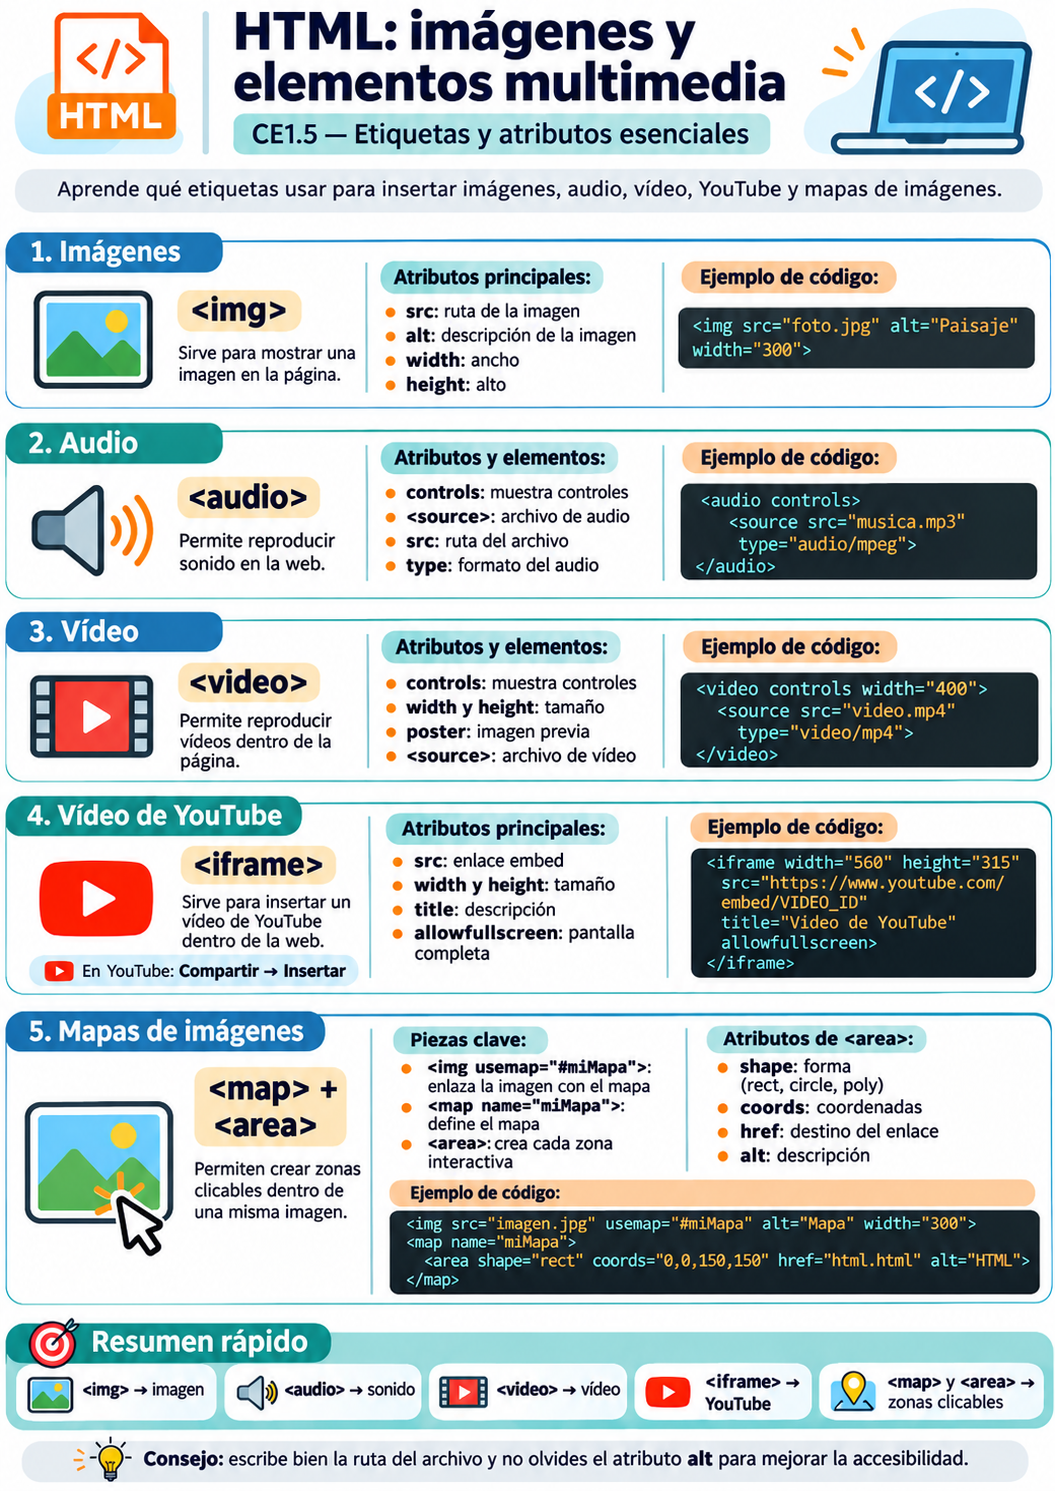 HTML
HTML: imágenes y
elementos multimedia
CE1.5 — Etiquetas y atributos esenciales
</>
</>
Aprende qué etiquetas usar para insertar imágenes, audio, vídeo, YouTube y mapas de imágenes.
1. Imágenes
<img>
Sirve para mostrar una
imagen en la página.
Atributos principales:
src: ruta de la imagen
alt: descripción de la imagen
width: ancho
height: alto
Ejemplo de código:
<img src="foto.jpg" alt="Paisaje"
width="300">
2. Audio
<audio>
Permite reproducir
sonido en la web.
Atributos y elementos:
controls: muestra controles
<source>: archivo de audio
src: ruta del archivo
type: formato del audio
Ejemplo de código:
<audio controls>
<source src="musica.mp3"
type="audio/mpeg">
</audio>
3. Vídeo
<video>
Permite reproducir
vídeos dentro de la
página.
Atributos y elementos:
controls: muestra controles
width y height: tamaño
poster: imagen previa
<source>: archivo de vídeo
Ejemplo de código:
<video controls width="400">
<source src="video.mp4"
type="video/mp4">
</video>
4. Vídeo de YouTube
<iframe>
Sirve para insertar un
vídeo de YouTube
dentro de la web.
En YouTube: Compartir → Insertar
Atributos principales:
src: enlace embed
width y height: tamaño
title: descripción
allowfullscreen: pantalla
completa
Ejemplo de código:
<iframe width="560" height="315"
src="https://www.youtube.com/
embed/VIDEO_ID"
title="Video de YouTube"
allowfullscreen>
</iframe>
5. Mapas de imágenes
<map> +
<area>
Permiten crear zonas
clicables dentro de
una misma imagen.
Piezas clave:
<img usemap="#miMapa">:
enlaza la imagen con el mapa
<map name="miMapa">:
define el mapa
<area>: crea cada zona
interactiva
Atributos de <area>:
shape: forma
(rect, circle, poly)
coords: coordenadas
href: destino del enlace
alt: descripción
Ejemplo de código:
<img src="imagen.jpg" usemap="#miMapa" alt="Mapa" width="300">
<map name="miMapa">
<area shape="rect" coords="0,0,150,150" href="html.html" alt="HTML">
</map>
Resumen rápido
<img> → imagen
<audio> → sonido
<video> → vídeo
<iframe> →
YouTube
<map> y <area> →
zonas clicables
Consejo: escribe bien la ruta del archivo y no olvides el atributo alt para mejorar la accesibilidad.